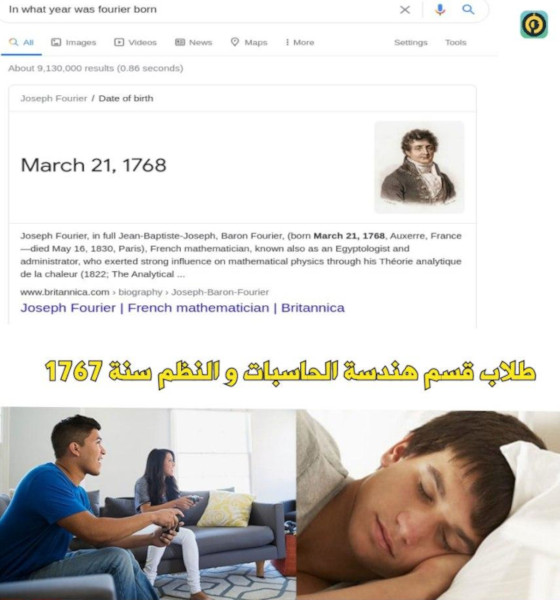 In what year was fourier born
All Images Videos News Maps More Settings Tools
About 9,130,000 results (0.86 seconds)
Joseph Fourier / Date of birth
March 21, 1768
Joseph Fourier, in full Jean-Baptiste-Joseph, Baron Fourier, (born March 21, 1768, Auxerre, France
—died May 16, 1830, Paris), French mathematician, known also as an Egyptologist and
administrator, who exerted strong influence on mathematical physics through his Théorie analytique
de la chaleur (1822; The Analytical ...
www.britannica.com › biography › Joseph-Baron-Fourier
Joseph Fourier | French mathematician | Britannica
طلاب قسم هندسة الحاسبات و النظم سنة 1767